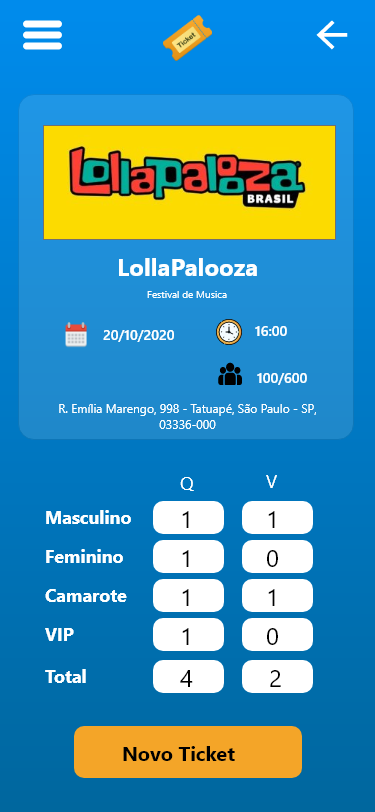 Ticket
Lollapalooza
BRASIL
LollaPalooza
Festival de Musica
20/10/2020 16:00
100/600
R. Emília Marengo, 998 - Tatuapé, São Paulo - SP,
03336-000
Q V
Masculino 1 1
Feminino 1 0
Camarote 1 1
VIP 1 0
Total 4 2
Novo Ticket